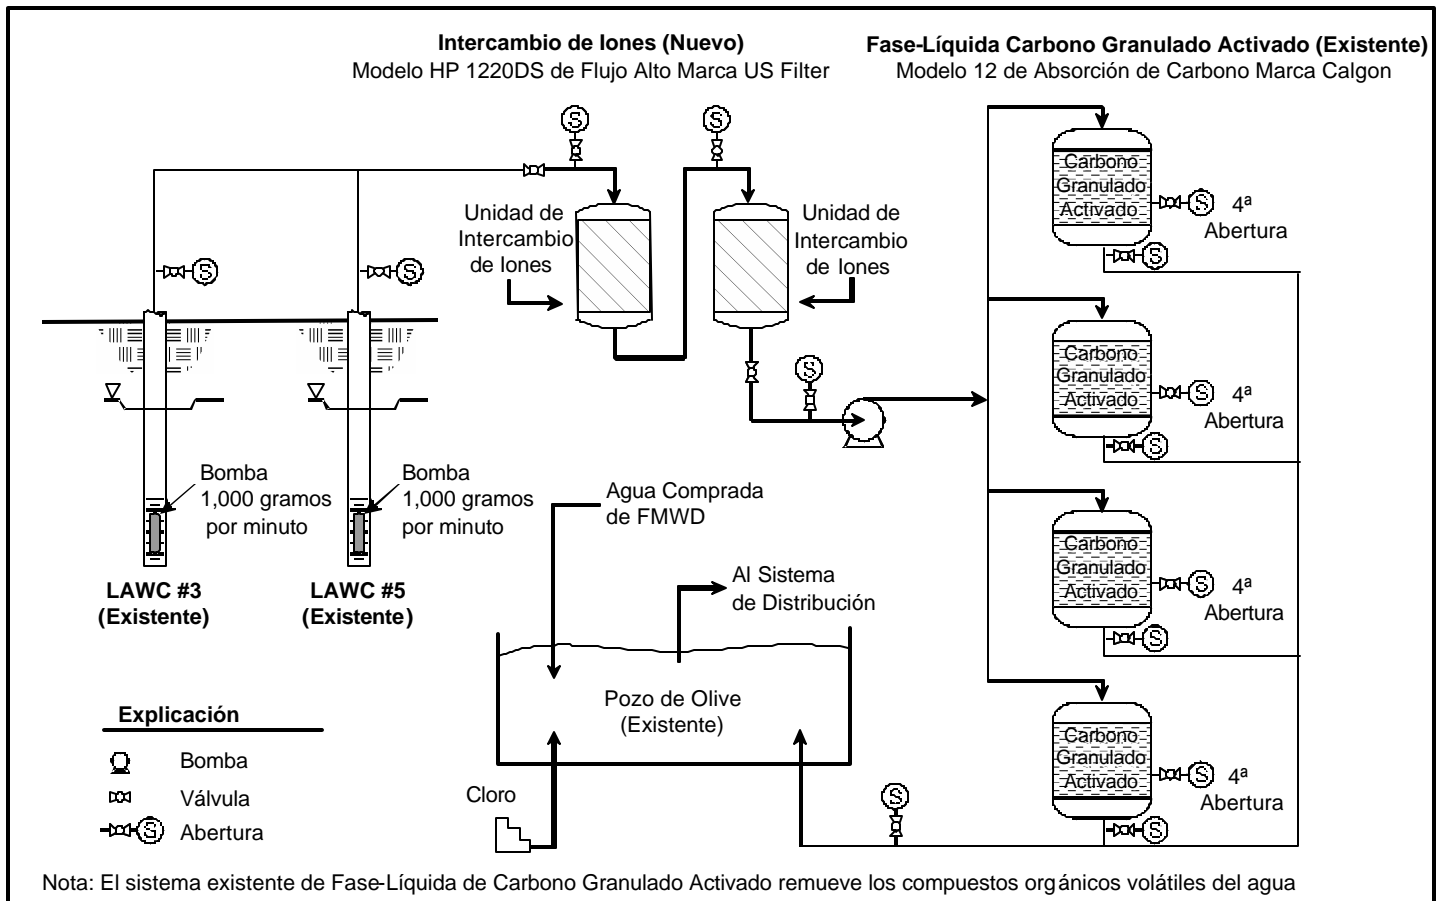 Intercambio de Iones (Nuevo)
Modelo HP 1220DS de Flujo Alto Marca US Filter
Fase-Líquida Carbono Granulado Activado (Existente)
Modelo 12 de Absorción de Carbono Marca Calgon
S
S
Unidad de
Intercambio
de Iones
Unidad de
Intercambio
de Iones
S
S
S
Carbono
Granulado
Activado
S
4ª
Abertura
S
Carbono
Granulado
Activado
S
4ª
Abertura
S
Carbono
Granulado
Activado
S
4ª
Abertura
S
Carbono
Granulado
Activado
S
4ª
Abertura
S
Bomba
1,000 gramos
por minuto
Bomba
1,000 gramos
por minuto
LAWC #3
(Existente)
LAWC #5
(Existente)
Agua Comprada
de FMWD
Al Sistema
de Distribución
Pozo de Olive
(Existente)
Cloro
S
Explicación
Bomba
Válvula
S
Abertura
Nota: El sistema existente de Fase-Líquida de Carbono Granulado Activado remueve los compuestos orgánicos volátiles del agua